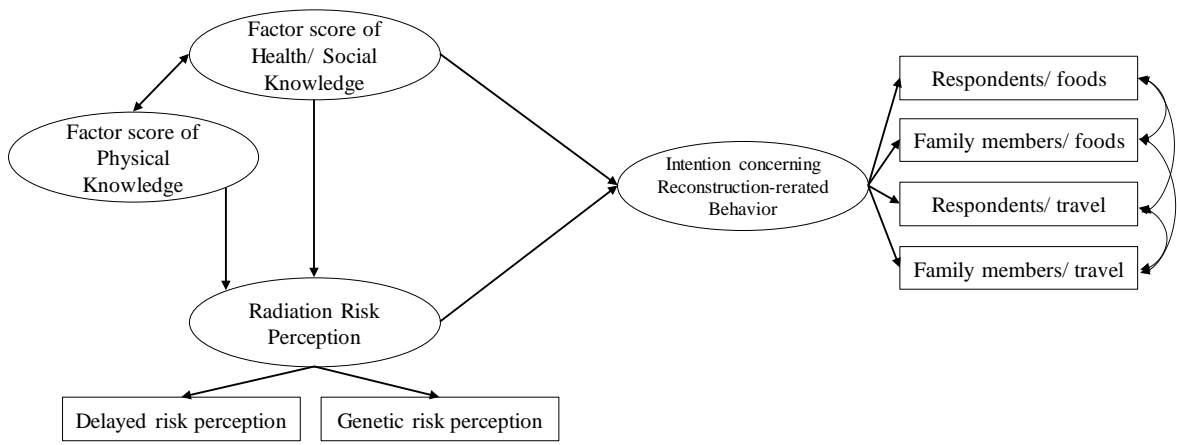 Factor score of
Health/ Social
Knowledge
Factor score of
Physical
Knowledge
Radiation Risk
Perception
Delayed risk perception
Genetic risk perception
Intention concerning
Reconstruction-rerated
Behavior
Respondents/ foods
Family members/ foods
Respondents/ travel
Family members/ travel